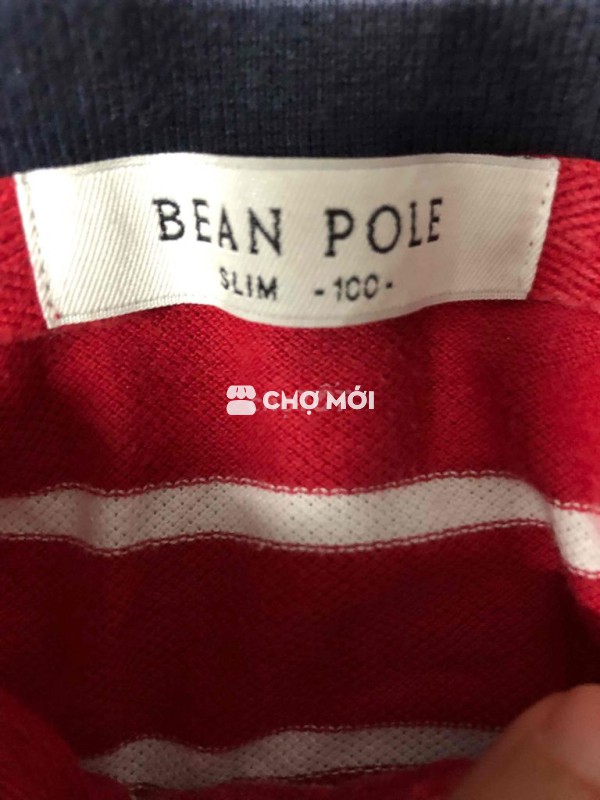 BEAN POLE
SLIM -100-
CHỢ MỚI